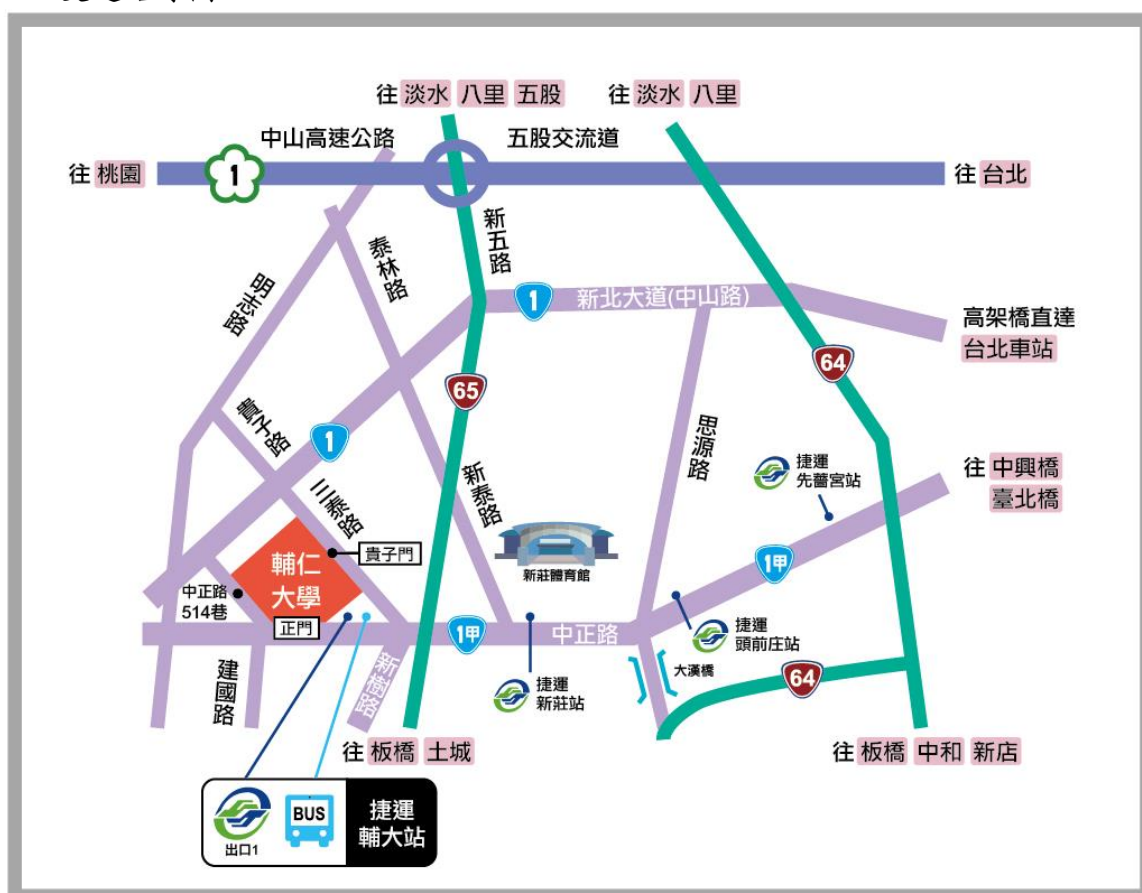 往 淡水 八里 五股
往 淡水 八里
中山高速公路
五股交流道
往 桃園
1
往 台北
新五路
泰林路
明志路
1
新北大道(中山路)
高架橋直達
台北車站
64
65
貴子路
1
思源路
新泰路
三泰路
捷運
先嗇宮站
往 中興橋
臺北橋
新莊體育館
貴子門
輔仁
大學
1甲
中正路
514巷
正門
1甲
中正路
捷運
頭前庄站
大漢橋
64
建國路
新樹路
捷運
新莊站
往 板橋 土城
往 板橋 中和 新店
BUS
出口1
捷運
輔大站